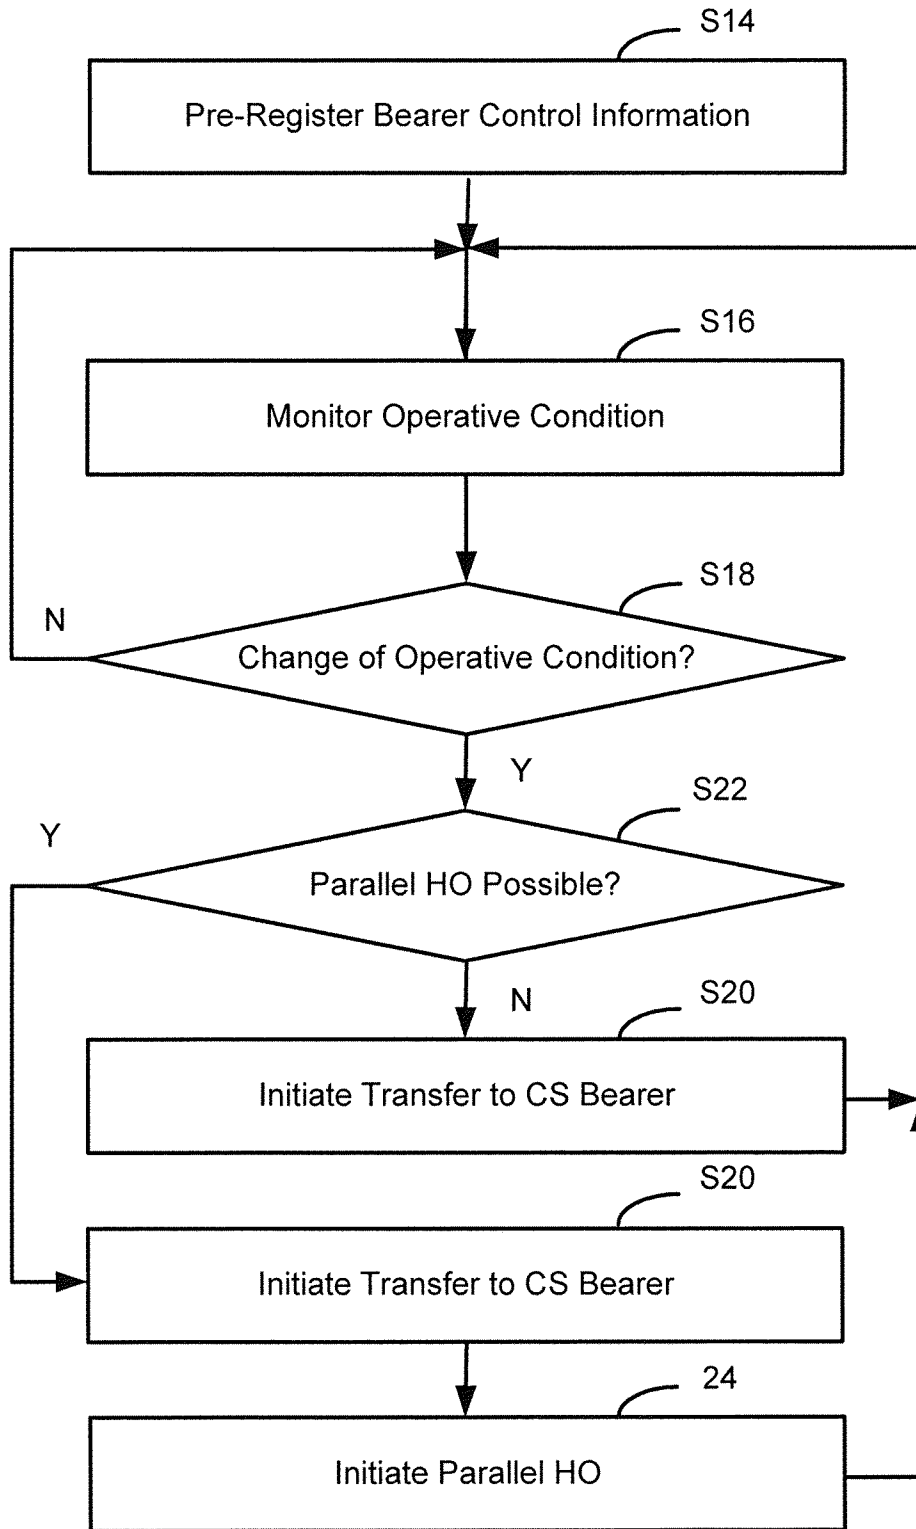 S14
Pre-Register Bearer Control Information
S16
Monitor Operative Condition
S18
N
Change of Operative Condition?
Y
S22
Y
Parallel HO Possible?
N
S20
Initiate Transfer to CS Bearer
S20
Initiate Transfer to CS Bearer
24
Initiate Parallel HO